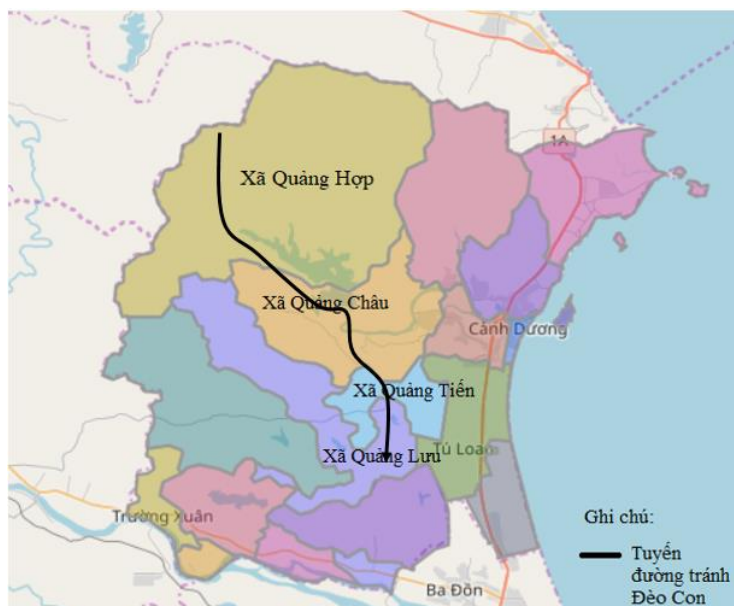 1A
Xã Quảng Hợp
Xã Quảng Châu
Cảnh Dương
Xã Quảng Tiến
Tú Loan
Xã Quảng Lưu
Trường Xuân
Ba Đồn
Ghi chú:
Tuyến
đường tránh
Đèo Con